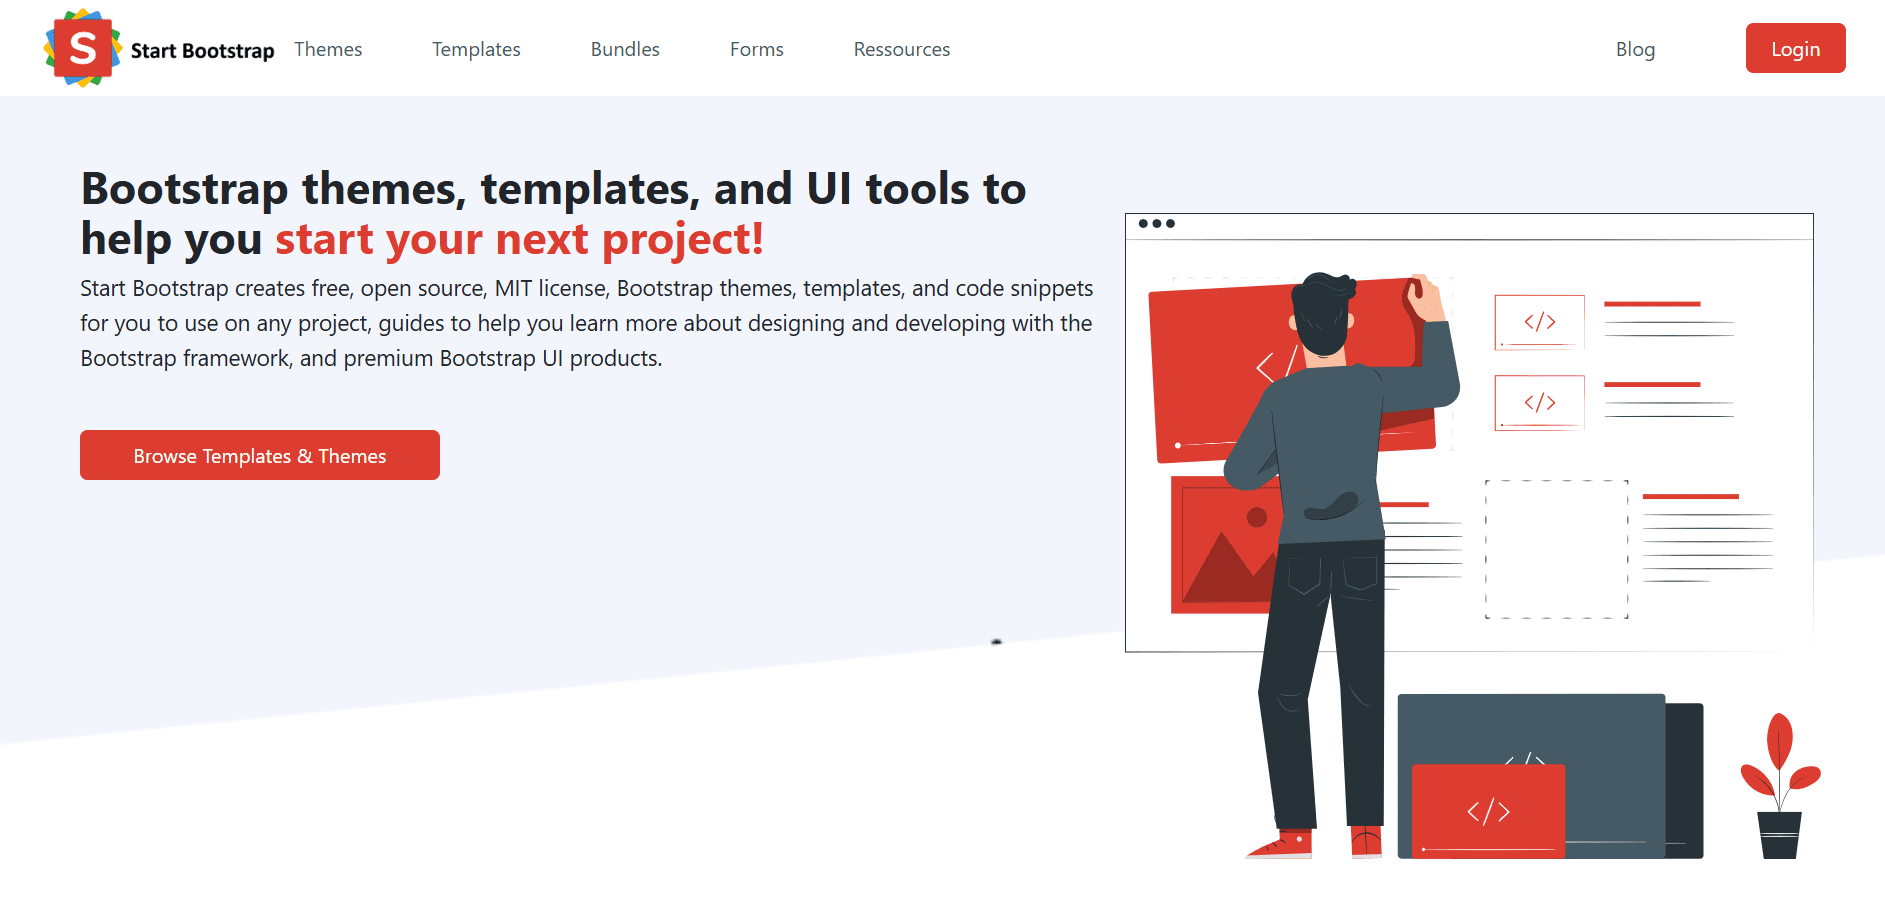 S
Start Bootstrap
Themes
Templates
Bundles
Forms
Ressources
Blog
Login
Bootstrap themes, templates, and UI tools to
help you start your next project!
Start Bootstrap creates free, open source, MIT license, Bootstrap themes, templates, and code snippets
for you to use on any project, guides to help you learn more about designing and developing with the
Bootstrap framework, and premium Bootstrap UI products.
Browse Templates & Themes